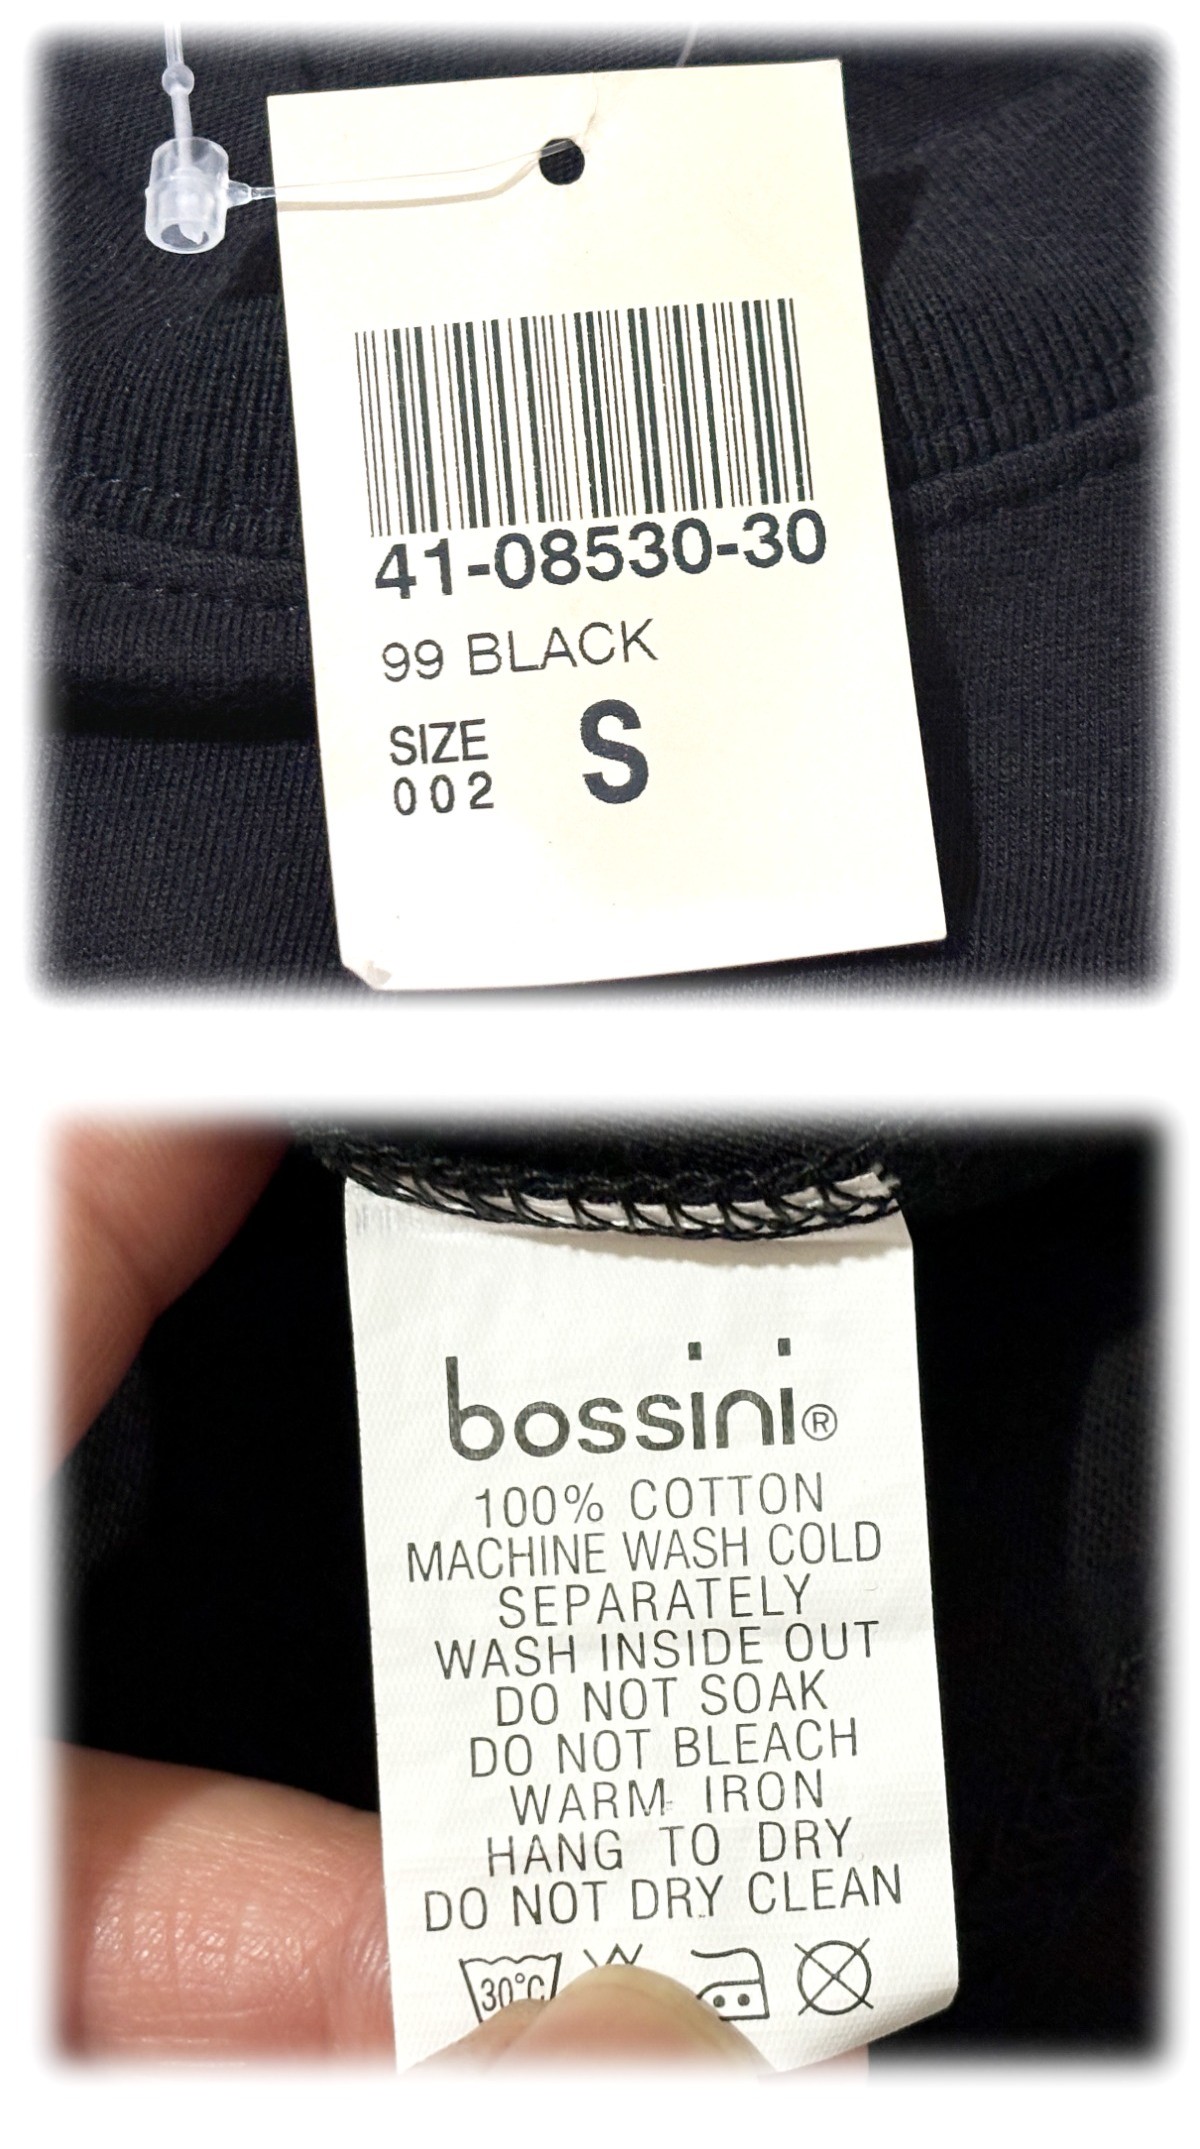 41-08530-30
99 BLACK
SIZE
002
S
bossini®
100% COTTON
MACHINE WASH COLD
SEPARATELY
WASH INSIDE OUT
DO NOT SOAK
DO NOT BLEACH
WARM IRON
HANG TO DRY
DO NOT DRY CLEAN
30°C